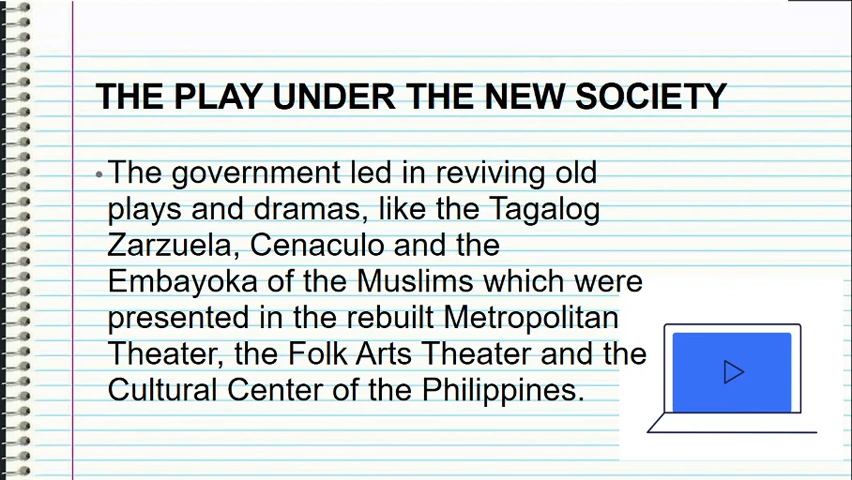 THE PLAY UNDER THE NEW SOCIETY
• The government led in reviving old
plays and dramas, like the Tagalog
Zarzuela, Cenaculo and the
Embayoka of the Muslims which were
presented in the rebuilt Metropolitan
Theater, the Folk Arts Theater and the
Cultural Center of the Philippines.